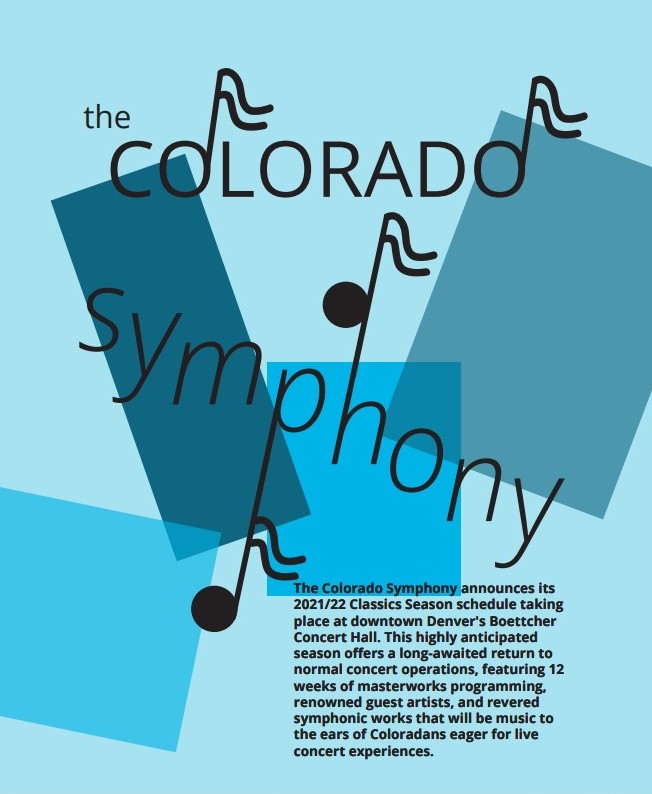 the
COLORADO
Symphony
The Colorado Symphony announces its
2021/22 Classics Season schedule taking
place at downtown Denver's Boettcher
Concert Hall. This highly anticipated
season offers a long-awaited return to
normal concert operations, featuring 12
weeks of masterworks programming,
renowned guest artists, and revered
symphonic works that will be music to
the ears of Coloradans eager for live
concert experiences.